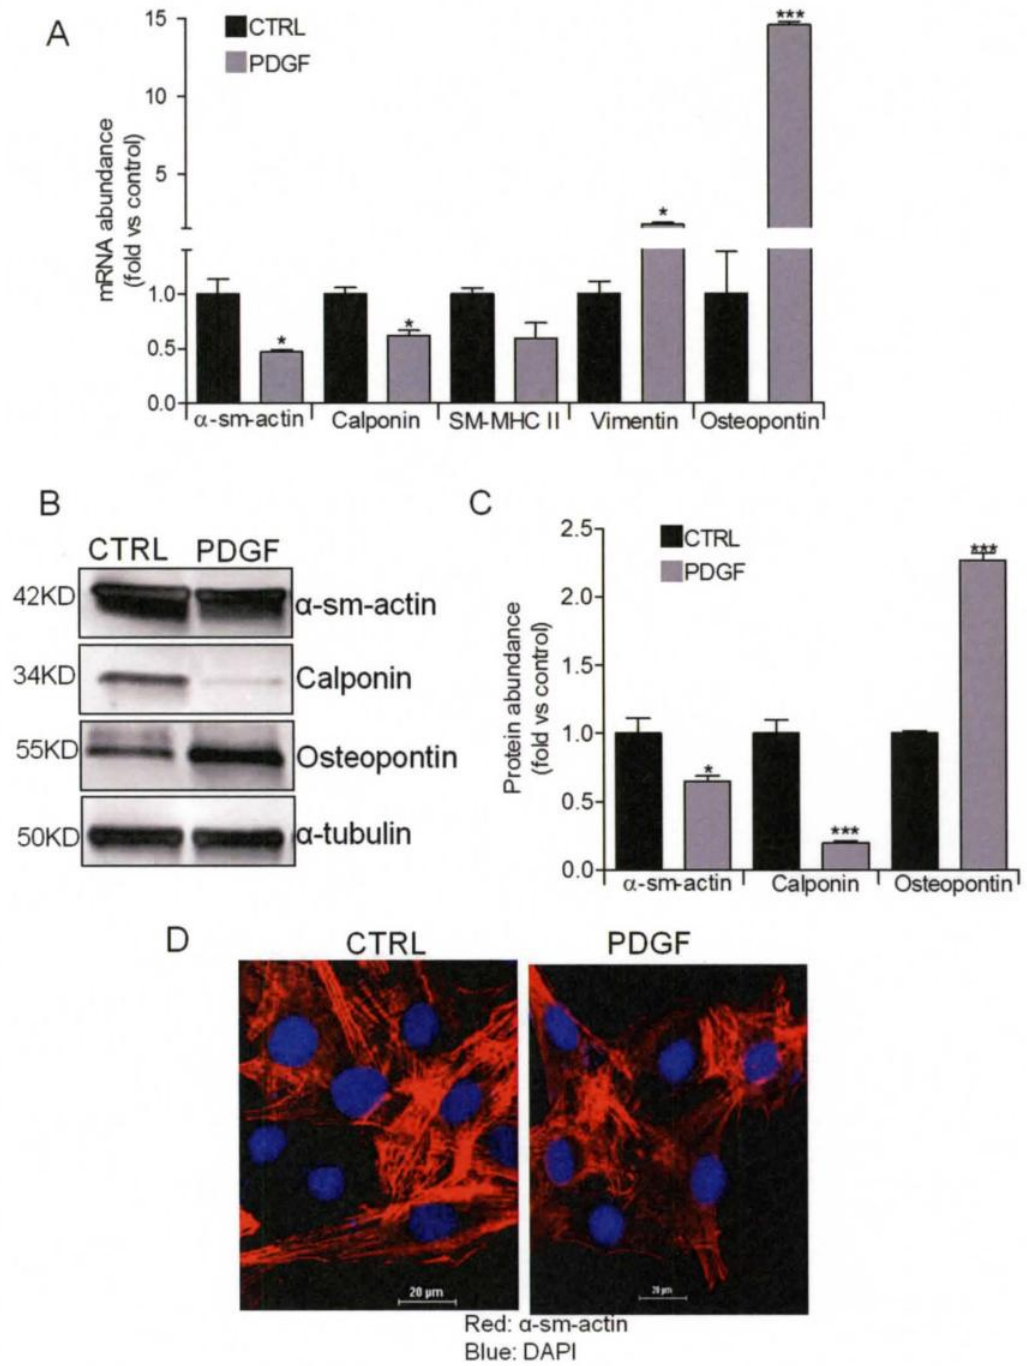 A
CTRL
PDGF
mRNA abundance
(fold vs control)
15
10
5
1.0
0.5
0.0
*
*
*
***
α-sm-actin
Calponin
SM-MHC II
Vimentin
Osteopontin
B
CTRL PDGF
42KD α-sm-actin
34KD Calponin
55KD Osteopontin
50KD α-tubulin
C
CTRL
PDGF
Protein abundance
(fold vs control)
2.5
2.0
1.5
1.0
0.5
0.0
*
***
***
α-sm-actin
Calponin
Osteopontin
D
CTRL PDGF
20 µm
20 µm
Red: α-sm-actin
Blue: DAPI